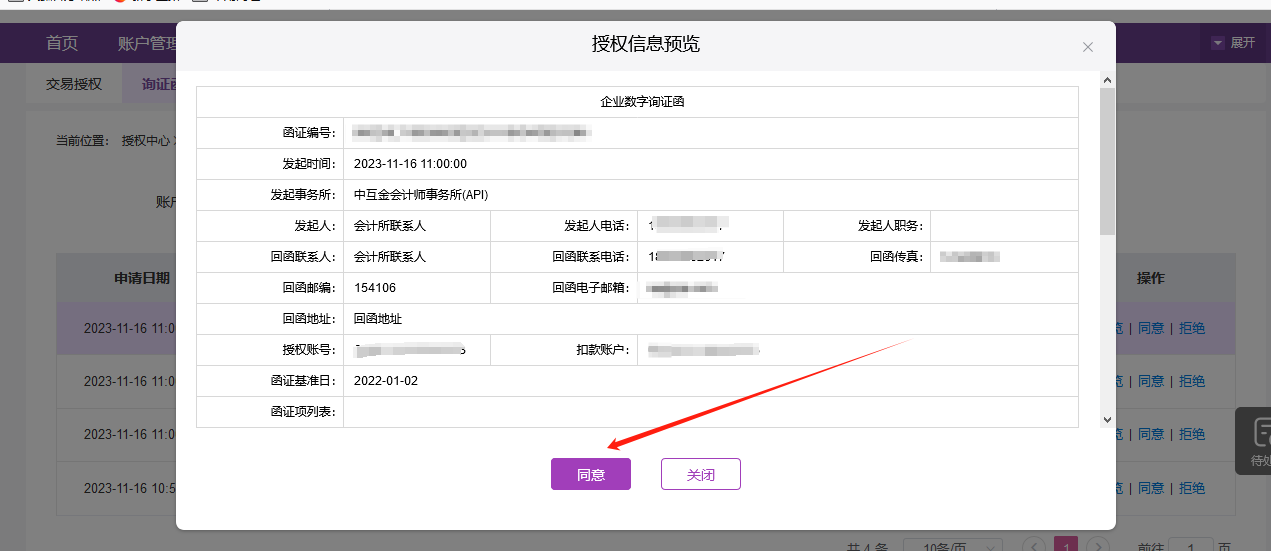 首页 账户管理 展开
授权信息预览
交易授权 询证函
企业数字询证函
当前位置： 授权中心
函证编号：
发起时间： 2023-11-16 11:00:00
发起事务所： 中互金会计师事务所(API)
账户
发起人： 会计所联系人 发起人电话： 发起人职务：
回函联系人： 会计所联系人 回函联系电话： 回函传真：
申请日期 操作
回函邮编： 154106 回函电子邮箱：
回函地址： 回函地址
2023-11-16 11:0 览 | 同意 | 拒绝
授权账号： 扣款账户：
函证基准日： 2022-01-02
2023-11-16 11:0 览 | 同意 | 拒绝
函证项列表：
2023-11-16 11:0 览 | 同意 | 拒绝
待处
同意 关闭
2023-11-16 10:5 览 | 同意 | 拒绝
共 4 条 10条/页 1 前往 1 页